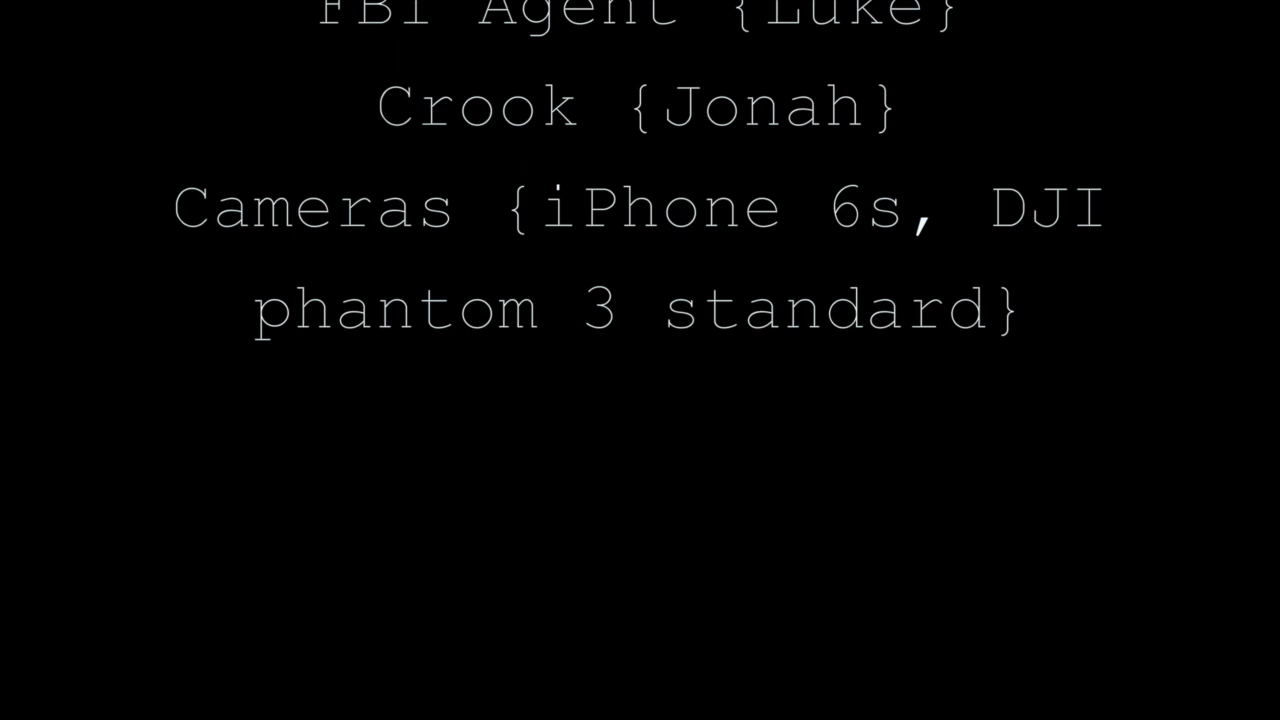 FBI Agent {Luke}
Crook {Jonah}
Cameras {iPhone 6s, DJI
phantom 3 standard}